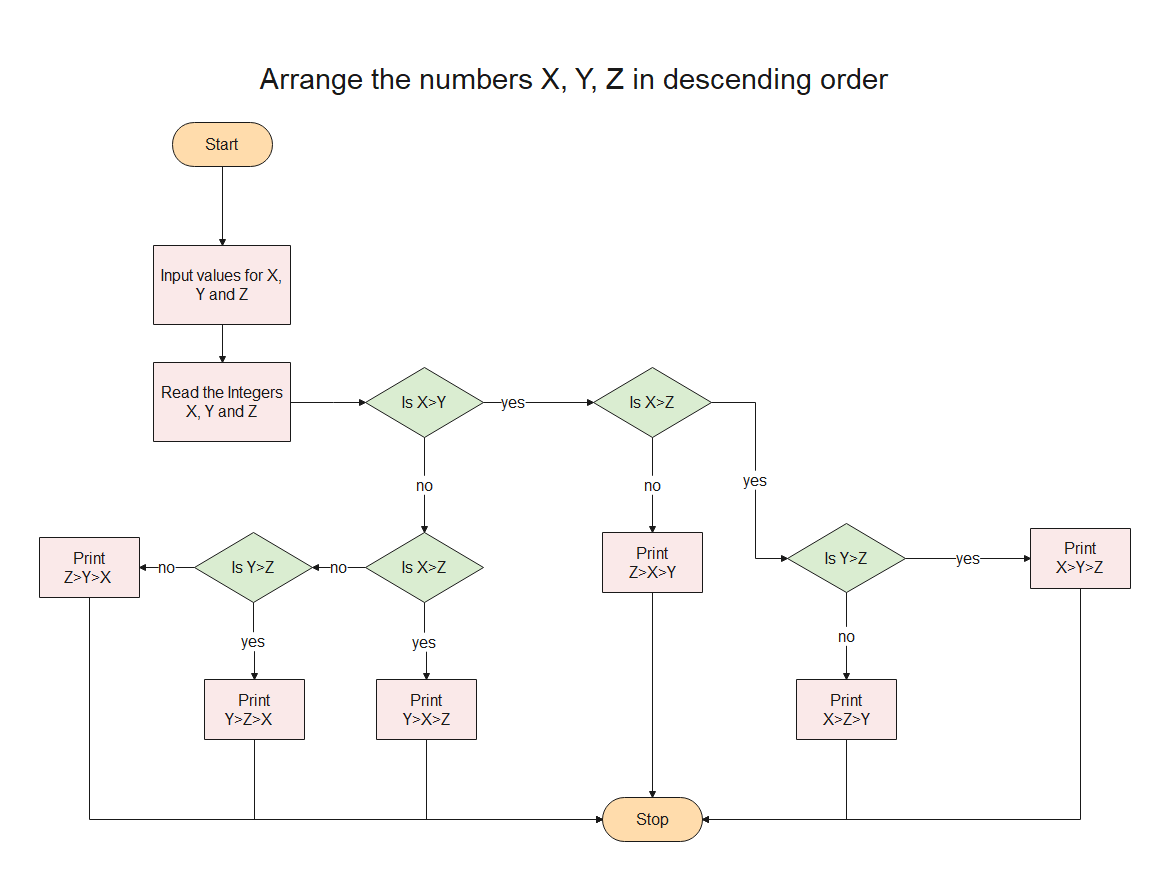 Arrange the numbers X, Y, Z in descending order
Start
Input values for X,
Y and Z
Read the Integers
X, Y and Z
Is X>Y
yes
Is X>Z
no
no
yes
Print
Z>Y>X
no
Is Y>Z
no
Is X>Z
Print
Z>X>Y
Is Y>Z
yes
Print
X>Y>Z
yes
yes
no
Print
Y>Z>X
Print
Y>X>Z
Print
X>Z>Y
Stop